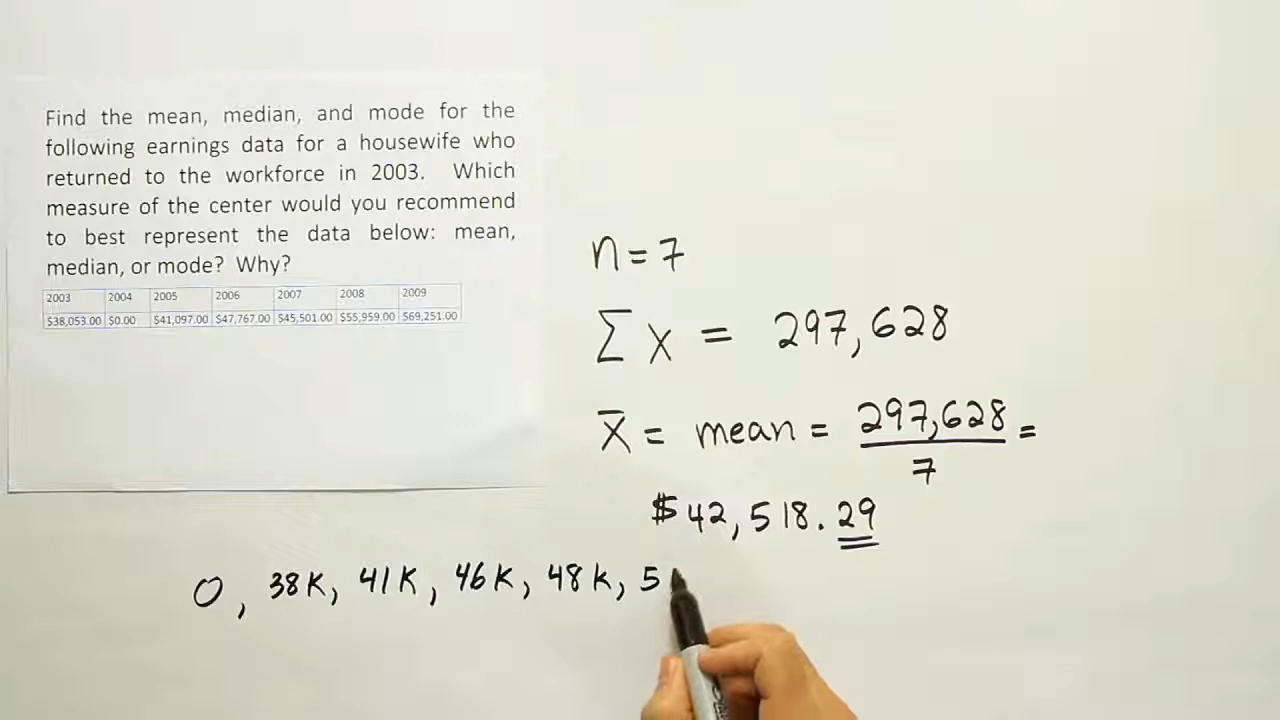 Find the mean, median, and mode for the
following earnings data for a housewife who
returned to the workforce in 2003. Which
measure of the center would you recommend
to best represent the data below: mean,
median, or mode? Why?
2003 2004 2005 2006 2007 2008 2009
$38,053.00 $0.00 $41,097.00 $47,767.00 $45,501.00 $55,959.00 $69,251.00
n = 7
Σ x = 297,628
x̄ = mean = 297,628 =
7
$42,518.29
0, 38K, 41K, 46K, 48K, 5